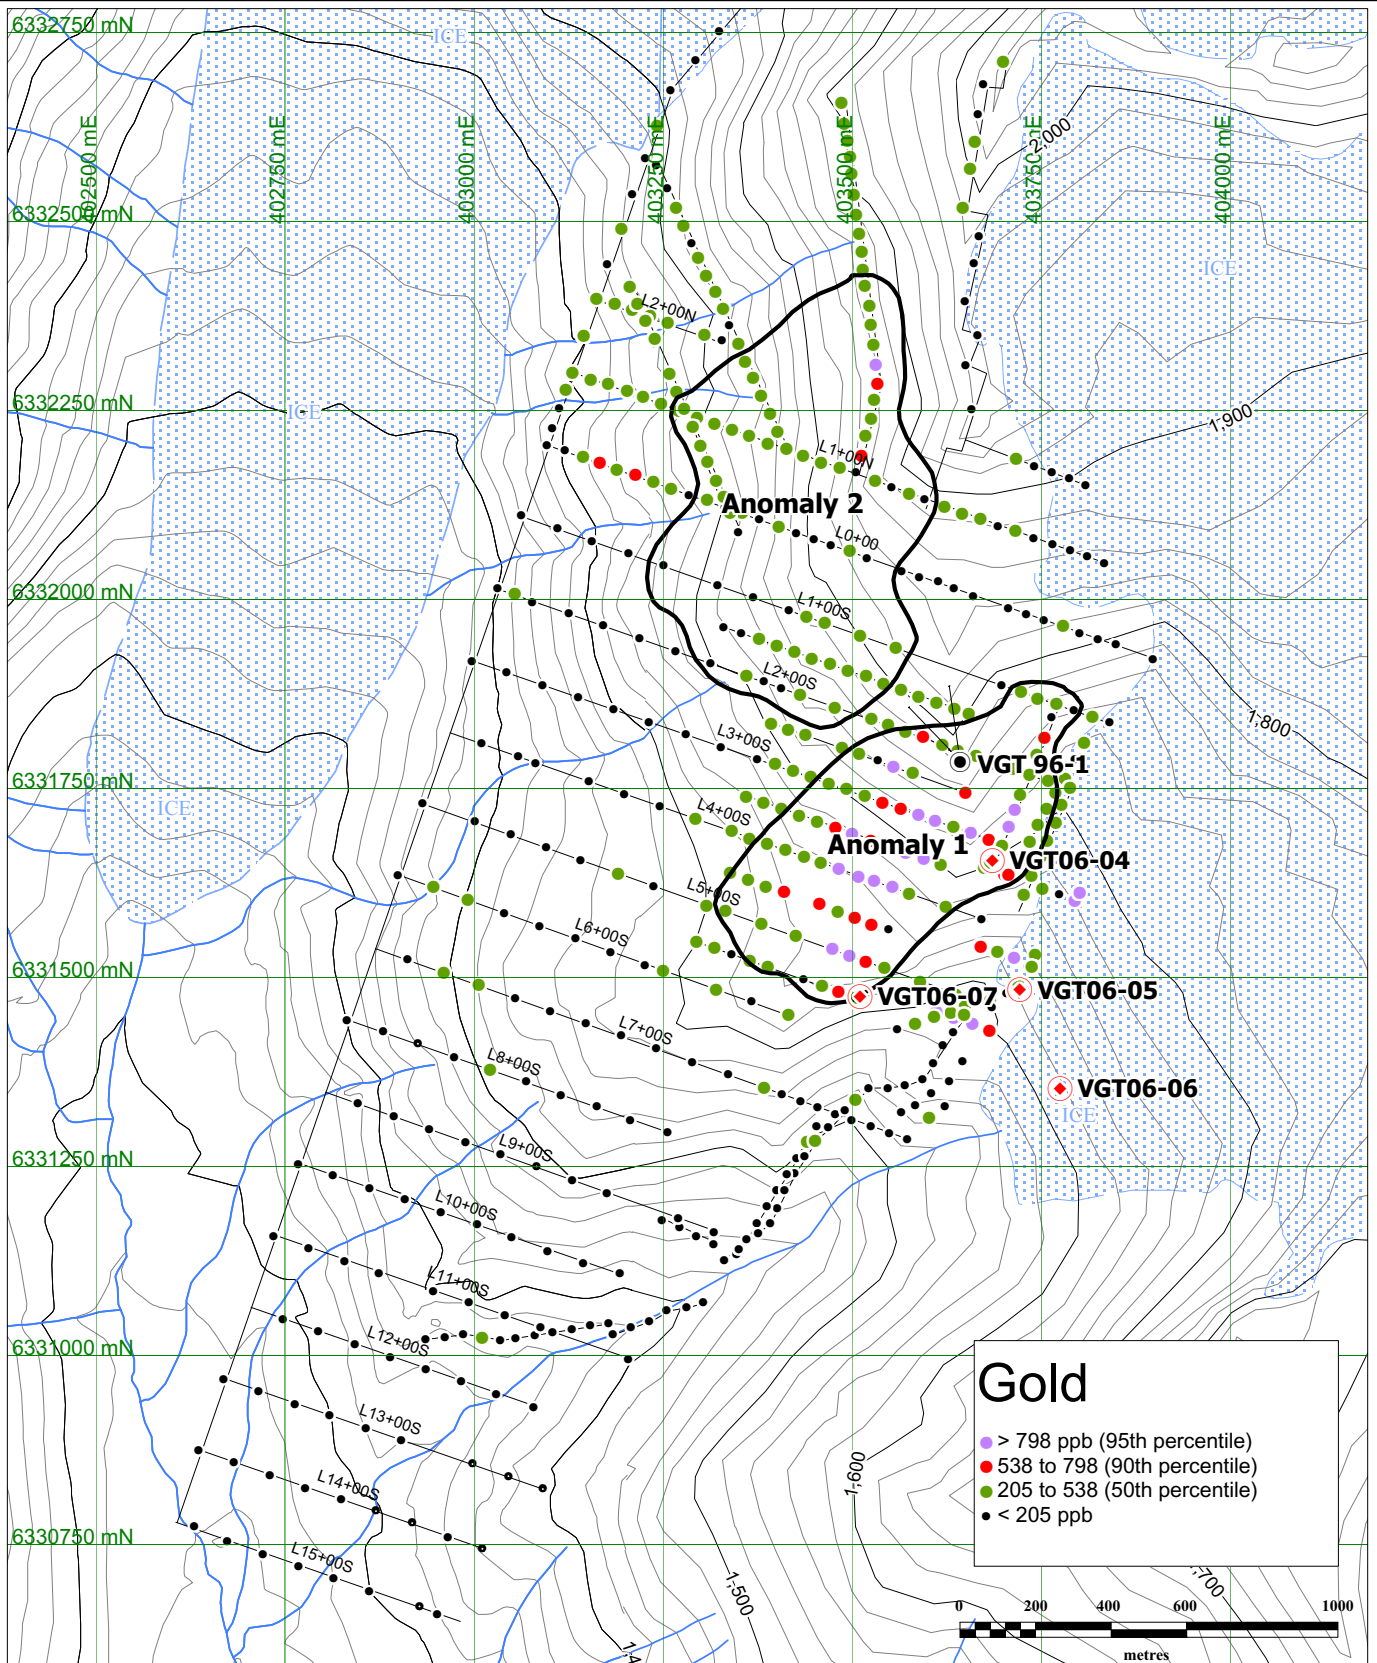 6332750 mN
ICE
402500 mE
402750 mE
403000 mE
403250 mE
403500 mE
403750 mE
404000 mE
2,000
6332500 mN
ICE
L2+00N
6332250 mN
ICE
1,900
L1+00N
Anomaly 2
L0+00
6332000 mN
L1+00S
L2+00S
1,800
L3+00S
6331750 mN
VGT 96-1
ICE
L4+00S
Anomaly 1
VGT06-04
L5+00S
L6+00S
6331500 mN
VGT06-07
VGT06-05
L7+00S
L8+00S
VGT06-06
ICE
6331250 mN
L9+00S
L10+00S
L11+00S
6331000 mN
L12+00S
Gold
> 798 ppb (95th percentile)
538 to 798 (90th percentile)
205 to 538 (50th percentile)
< 205 ppb
L13+00S
1,600
L14+00S
6330750 mN
L15+00S
1,500
,700
0 200 400 600 1000
metres
1,4